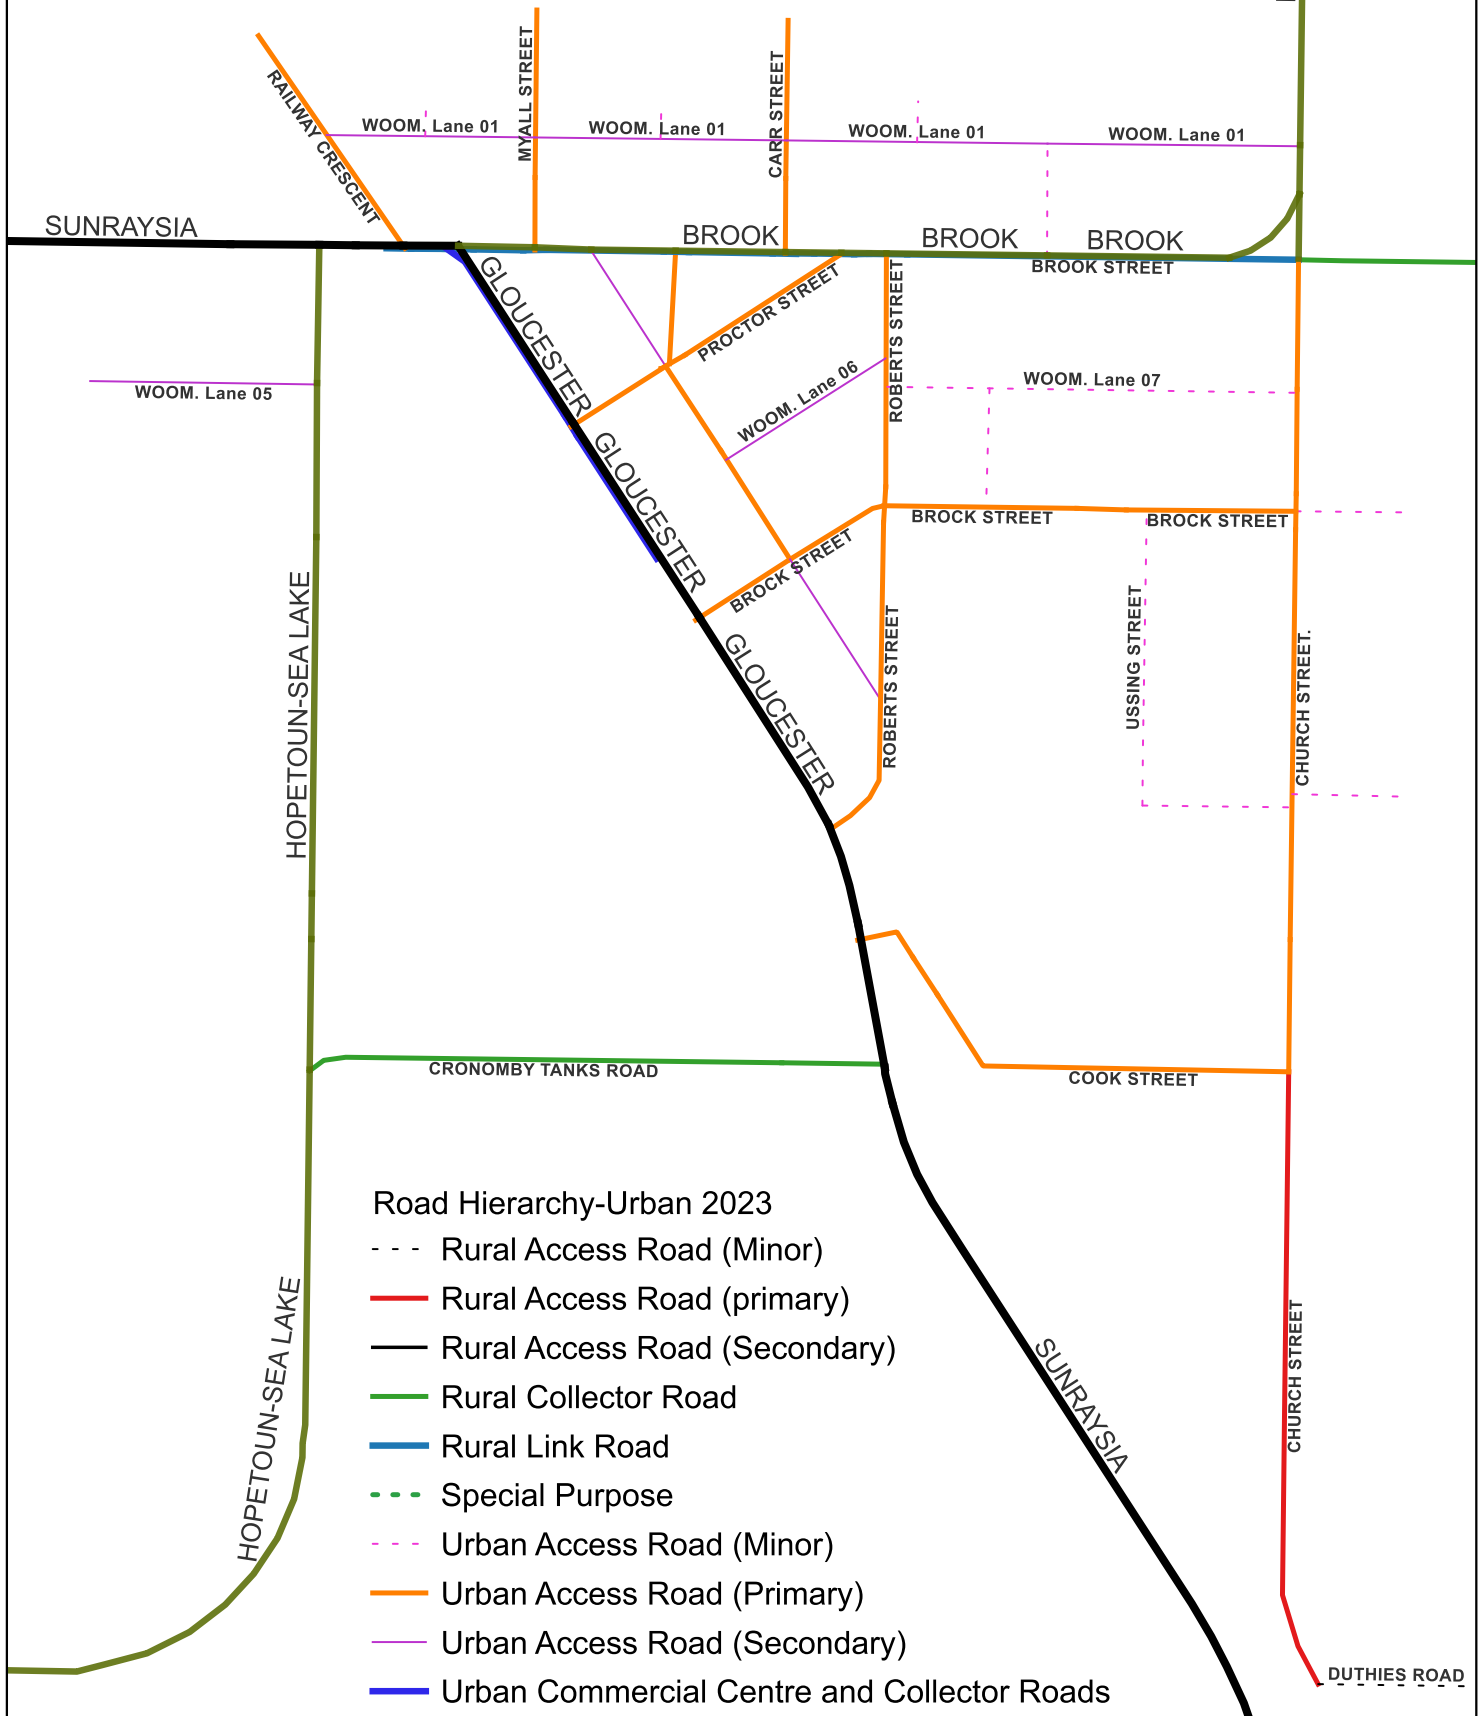 MYALL STREET
CARR STREET
RAILWAY CRESCENT
WOOM. Lane 01
WOOM. Lane 01
WOOM. Lane 01
WOOM. Lane 01
SUNRAYSIA
BROOK
BROOK
BROOK
BROOK STREET
GLOUCESTER
PROCTOR STREET
ROBERTS STREET
WOOM. Lane 05
WOOM. Lane 06
WOOM. Lane 07
GLOUCESTER
BROCK STREET
BROCK STREET
BROCK STREET
HOPETOUN-SEA LAKE
GLOUCESTER
ROBERTS STREET
USSING STREET
CHURCH STREET.
CRONOMBY TANKS ROAD
COOK STREET
HOPETOUN-SEA LAKE
SUNRAYSIA
CHURCH STREET
Road Hierarchy-Urban 2023
Rural Access Road (Minor)
Rural Access Road (primary)
Rural Access Road (Secondary)
Rural Collector Road
Rural Link Road
Special Purpose
Urban Access Road (Minor)
Urban Access Road (Primary)
Urban Access Road (Secondary)
Urban Commercial Centre and Collector Roads
DUTHIES ROAD